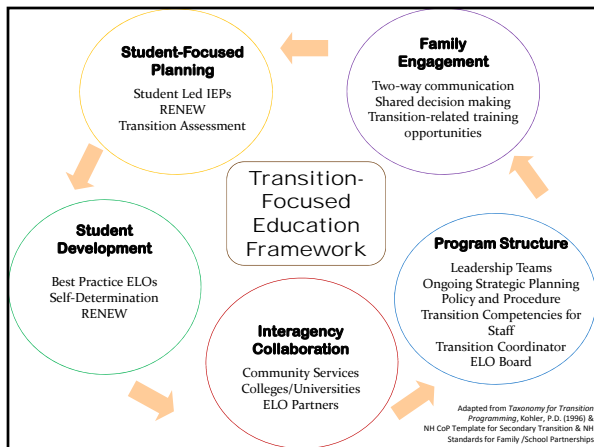 Student-Focused
Planning
Student Led IEPs
RENEW
Transition Assessment
Family
Engagement
Two-way communication
Shared decision making
Transition-related training
opportunities
Transition-
Focused
Education
Framework
Student
Development
Best Practice ELOs
Self-Determination
RENEW
Interagency
Collaboration
Community Services
Colleges/Universities
ELO Partners
Program Structure
Leadership Teams
Ongoing Strategic Planning
Policy and Procedure
Transition Competencies for
Staff
Transition Coordinator
ELO Board
Adapted from Taxonomy for Transition
Programming, Kohler, P.D. (1996) &
NH CoP Template for Secondary Transition & NH
Standards for Family /School Partnerships